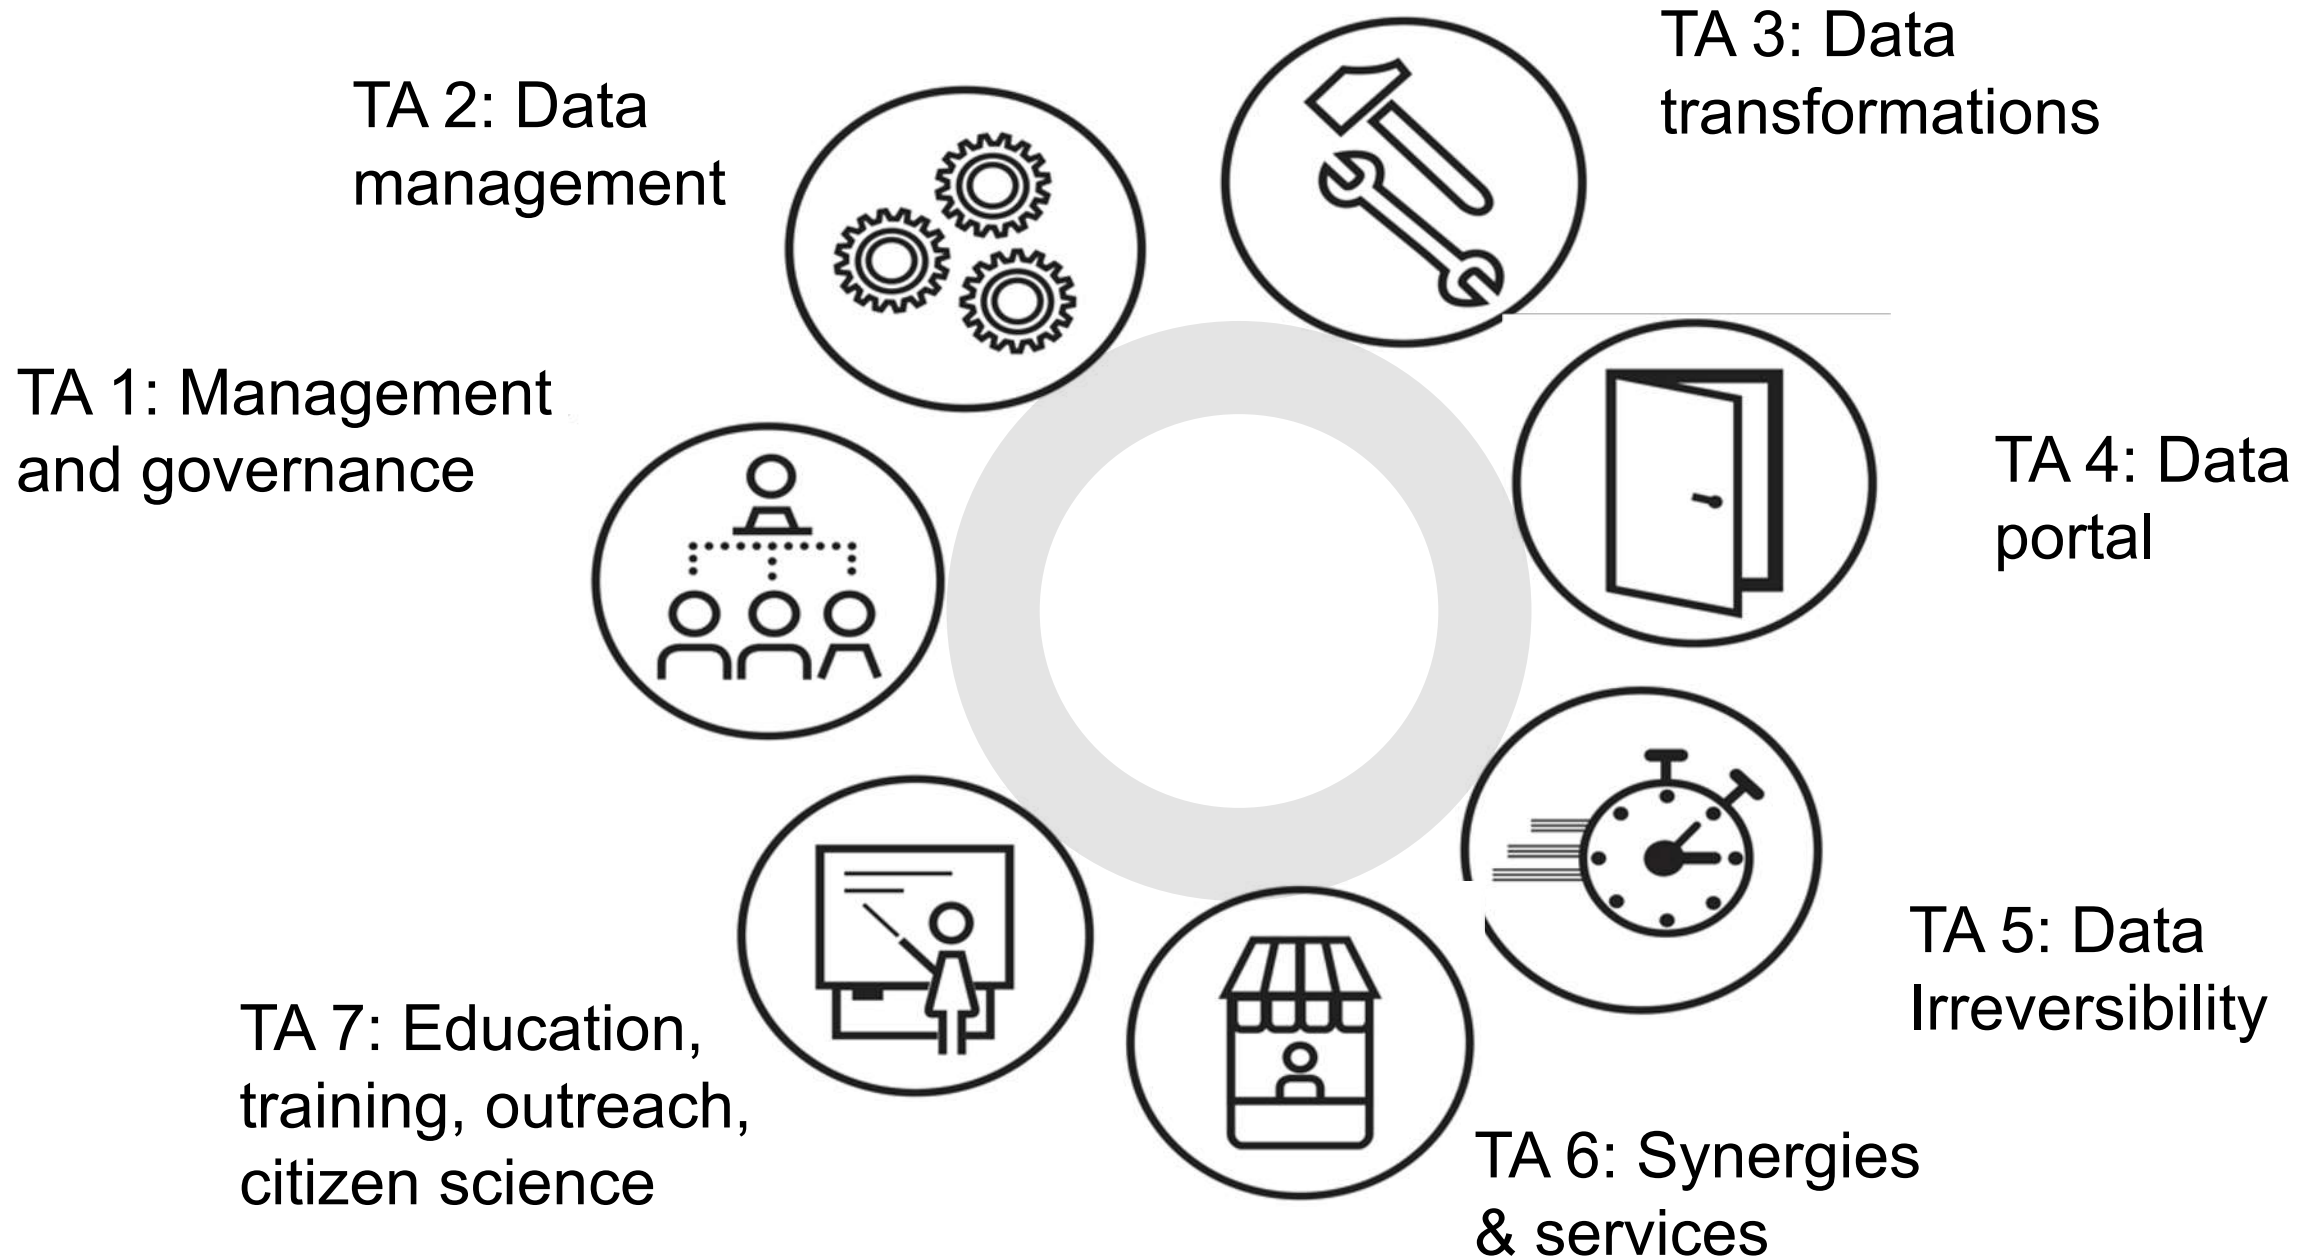 TA 1: Management
and governance
TA 2: Data
management
TA 3: Data
transformations
TA 4: Data
portal
TA 5: Data
Irreversibility
TA 6: Synergies
& services
TA 7: Education,
training, outreach,
citizen science